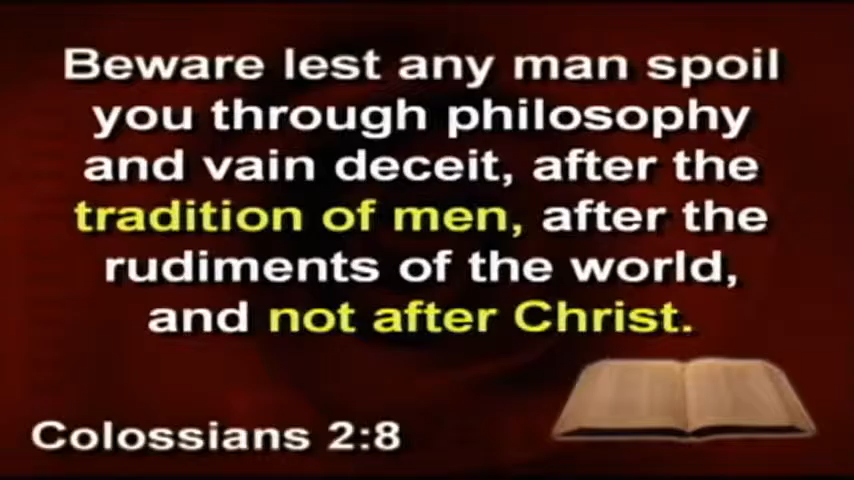 Beware lest any man spoil
you through philosophy
and vain deceit, after the
tradition of men, after the
rudiments of the world,
and not after Christ.
Colossians 2:8